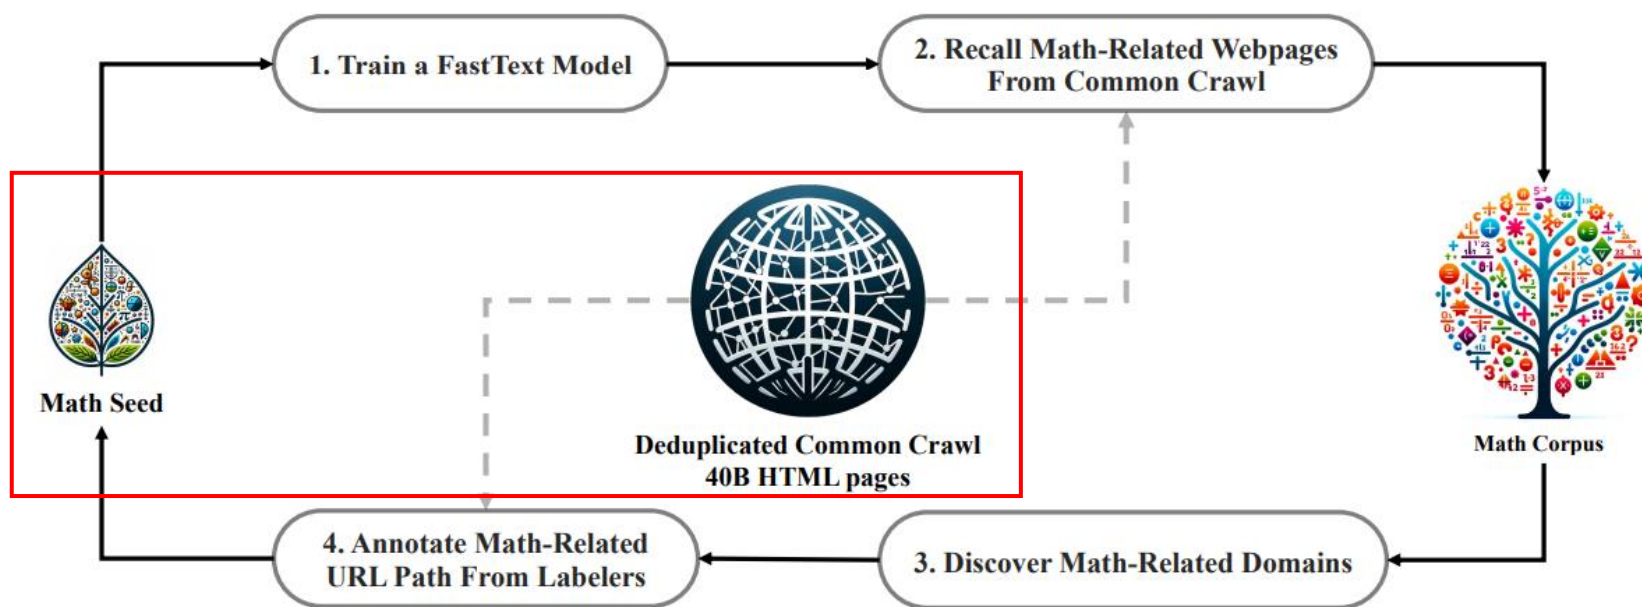 1. Train a FastText Model
2. Recall Math-Related Webpages
From Common Crawl
Math Seed
Deduplicated Common Crawl
40B HTML pages
Math Corpus
4. Annotate Math-Related
URL Path From Labelers
3. Discover Math-Related Domains